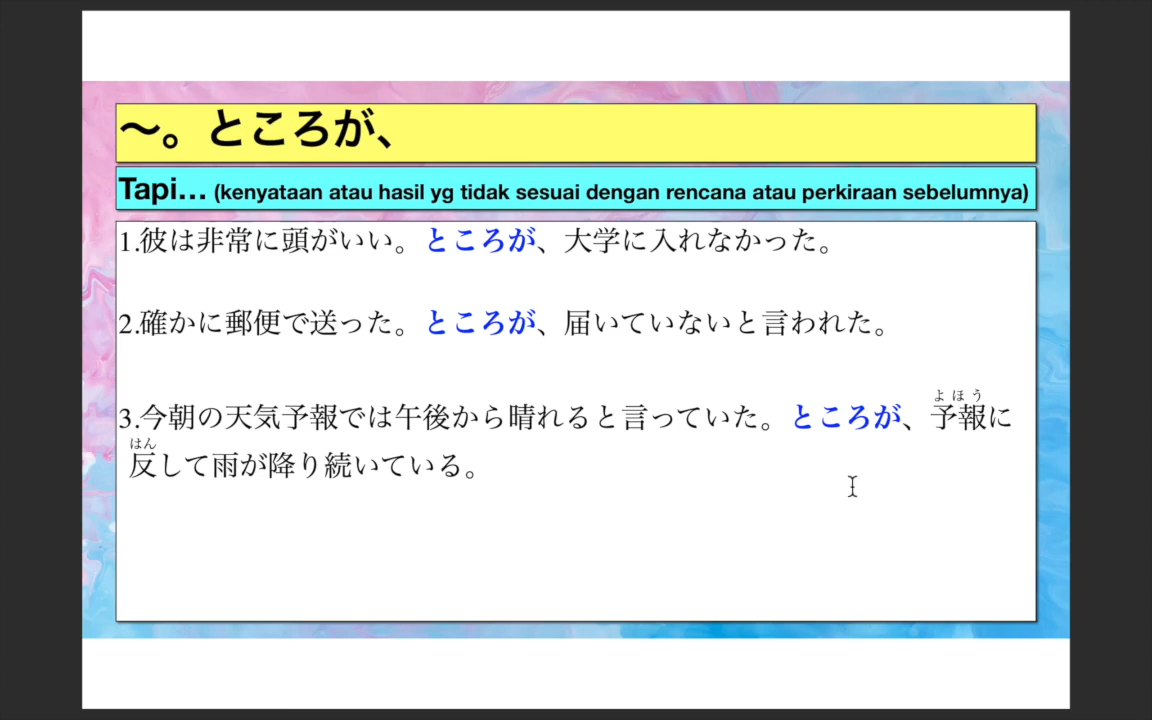 〜。ところが、
Tapi... (kenyataan atau hasil yg tidak sesuai dengan rencana atau perkiraan sebelumnya)
1.彼は非常に頭がいい。ところが、大学に入れなかった。
2.確かに郵便で送った。ところが、届いていないと言われた。
よほう
3.今朝の天気予報では午後から晴れると言っていた。ところが、予報に
はん
反して雨が降り続いている。